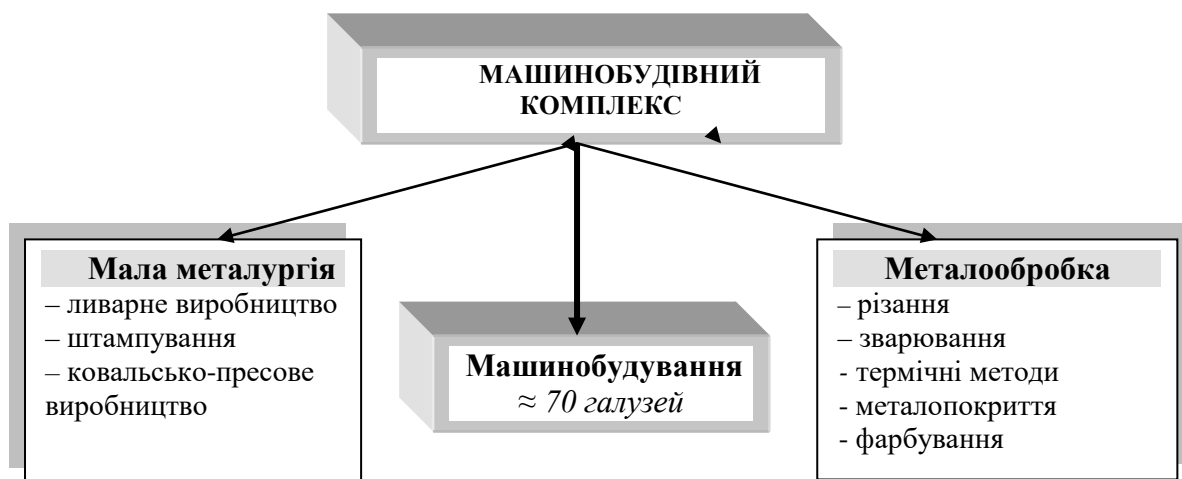 МАШИНОБУДІВНИЙ
КОМПЛЕКС
Мала металургія
– ливарне виробництво
– штампування
– ковальсько-пресове
виробництво
Машинобудування
≈ 70 галузей
Металообробка
– різання
– зварювання
- термічні методи
- металопокриття
- фарбування